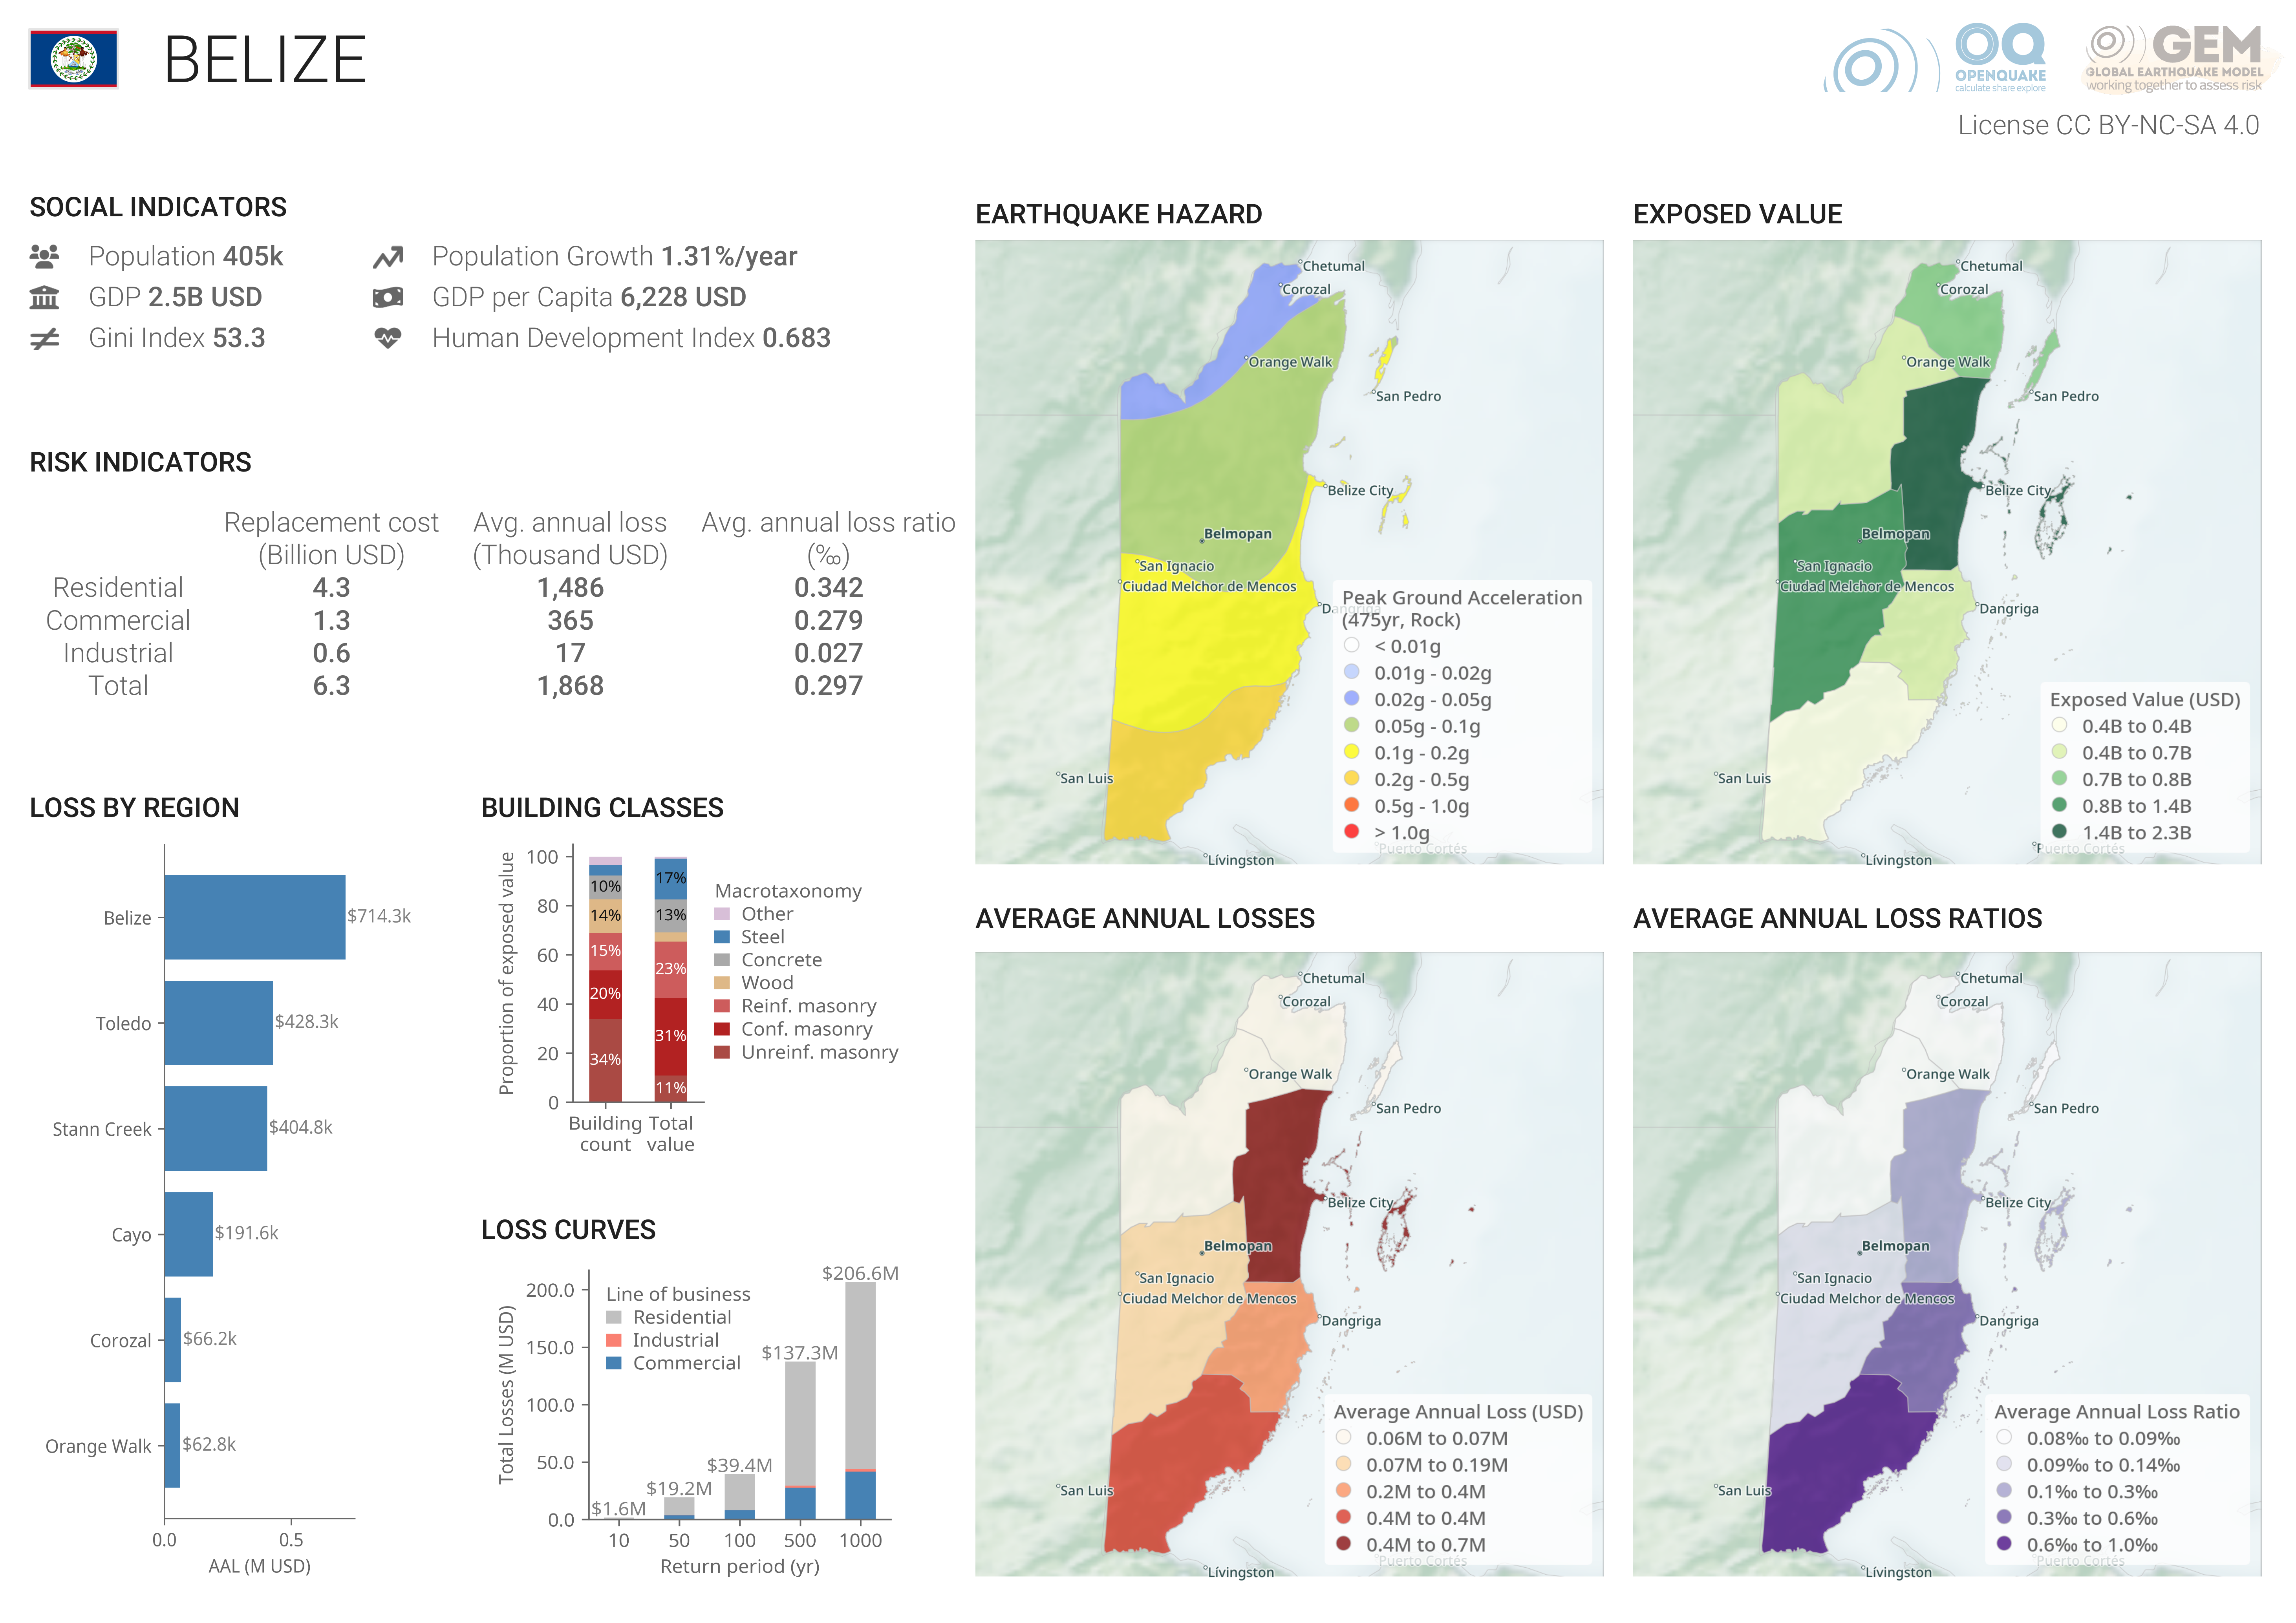 BELIZE
OQ
OPENQUAKE
calculate share explore
GEM
GLOBAL EARTHQUAKE MODEL
working together to assess risk
License CC BY-NC-SA 4.0
SOCIAL INDICATORS
Population 405k
Population Growth 1.31%/year
GDP 2.5B USD
GDP per Capita 6,228 USD
Gini Index 53.3
Human Development Index 0.683
RISK INDICATORS
Replacement cost (Billion USD)
Avg. annual loss (Thousand USD)
Avg. annual loss ratio (‰)
Residential 4.3 1,486 0.342
Commercial 1.3 365 0.279
Industrial 0.6 17 0.027
Total 6.3 1,868 0.297
LOSS BY REGION
Belize $714.3k
Toledo $428.3k
Stann Creek $404.8k
Cayo $191.6k
Corozal $66.2k
Orange Walk $62.8k
0.0 0.5
AAL (M USD)
BUILDING CLASSES
Proportion of exposed value
100
80
60
40
20
0
10%
14%
15%
20%
34%
17%
13%
23%
31%
11%
Building count
Total value
Macrotaxonomy
Other
Steel
Concrete
Wood
Reinf. masonry
Conf. masonry
Unreinf. masonry
LOSS CURVES
Total Losses (M USD)
200.0
150.0
100.0
50.0
0.0
Line of business
Residential
Industrial
Commercial
$1.6M
$19.2M
$39.4M
$137.3M
$206.6M
10 50 100 500 1000
Return period (yr)
EARTHQUAKE HAZARD
Chetumal
Corozal
Orange Walk
San Pedro
Belize City
Belmopan
San Ignacio
Ciudad Melchor de Mencos
Dangriga
San Luis
Lívingston
Puerto Cortés
Peak Ground Acceleration
(475yr, Rock)
< 0.01g
0.01g - 0.02g
0.02g - 0.05g
0.05g - 0.1g
0.1g - 0.2g
0.2g - 0.5g
0.5g - 1.0g
> 1.0g
EXPOSED VALUE
Chetumal
Corozal
Orange Walk
San Pedro
Belize City
Belmopan
San Ignacio
Ciudad Melchor de Mencos
Dangriga
San Luis
Lívingston
Puerto Cortés
Exposed Value (USD)
0.4B to 0.4B
0.4B to 0.7B
0.7B to 0.8B
0.8B to 1.4B
1.4B to 2.3B
AVERAGE ANNUAL LOSSES
Chetumal
Corozal
Orange Walk
San Pedro
Belize City
Belmopan
San Ignacio
Ciudad Melchor de Mencos
Dangriga
San Luis
Lívingston
Puerto Cortés
Average Annual Loss (USD)
0.06M to 0.07M
0.07M to 0.19M
0.2M to 0.4M
0.4M to 0.4M
0.4M to 0.7M
AVERAGE ANNUAL LOSS RATIOS
Chetumal
Corozal
Orange Walk
San Pedro
Belize City
Belmopan
San Ignacio
Ciudad Melchor de Mencos
Dangriga
San Luis
Lívingston
Puerto Cortés
Average Annual Loss Ratio
0.08‰ to 0.09‰
0.09‰ to 0.14‰
0.1‰ to 0.3‰
0.3‰ to 0.6‰
0.6‰ to 1.0‰